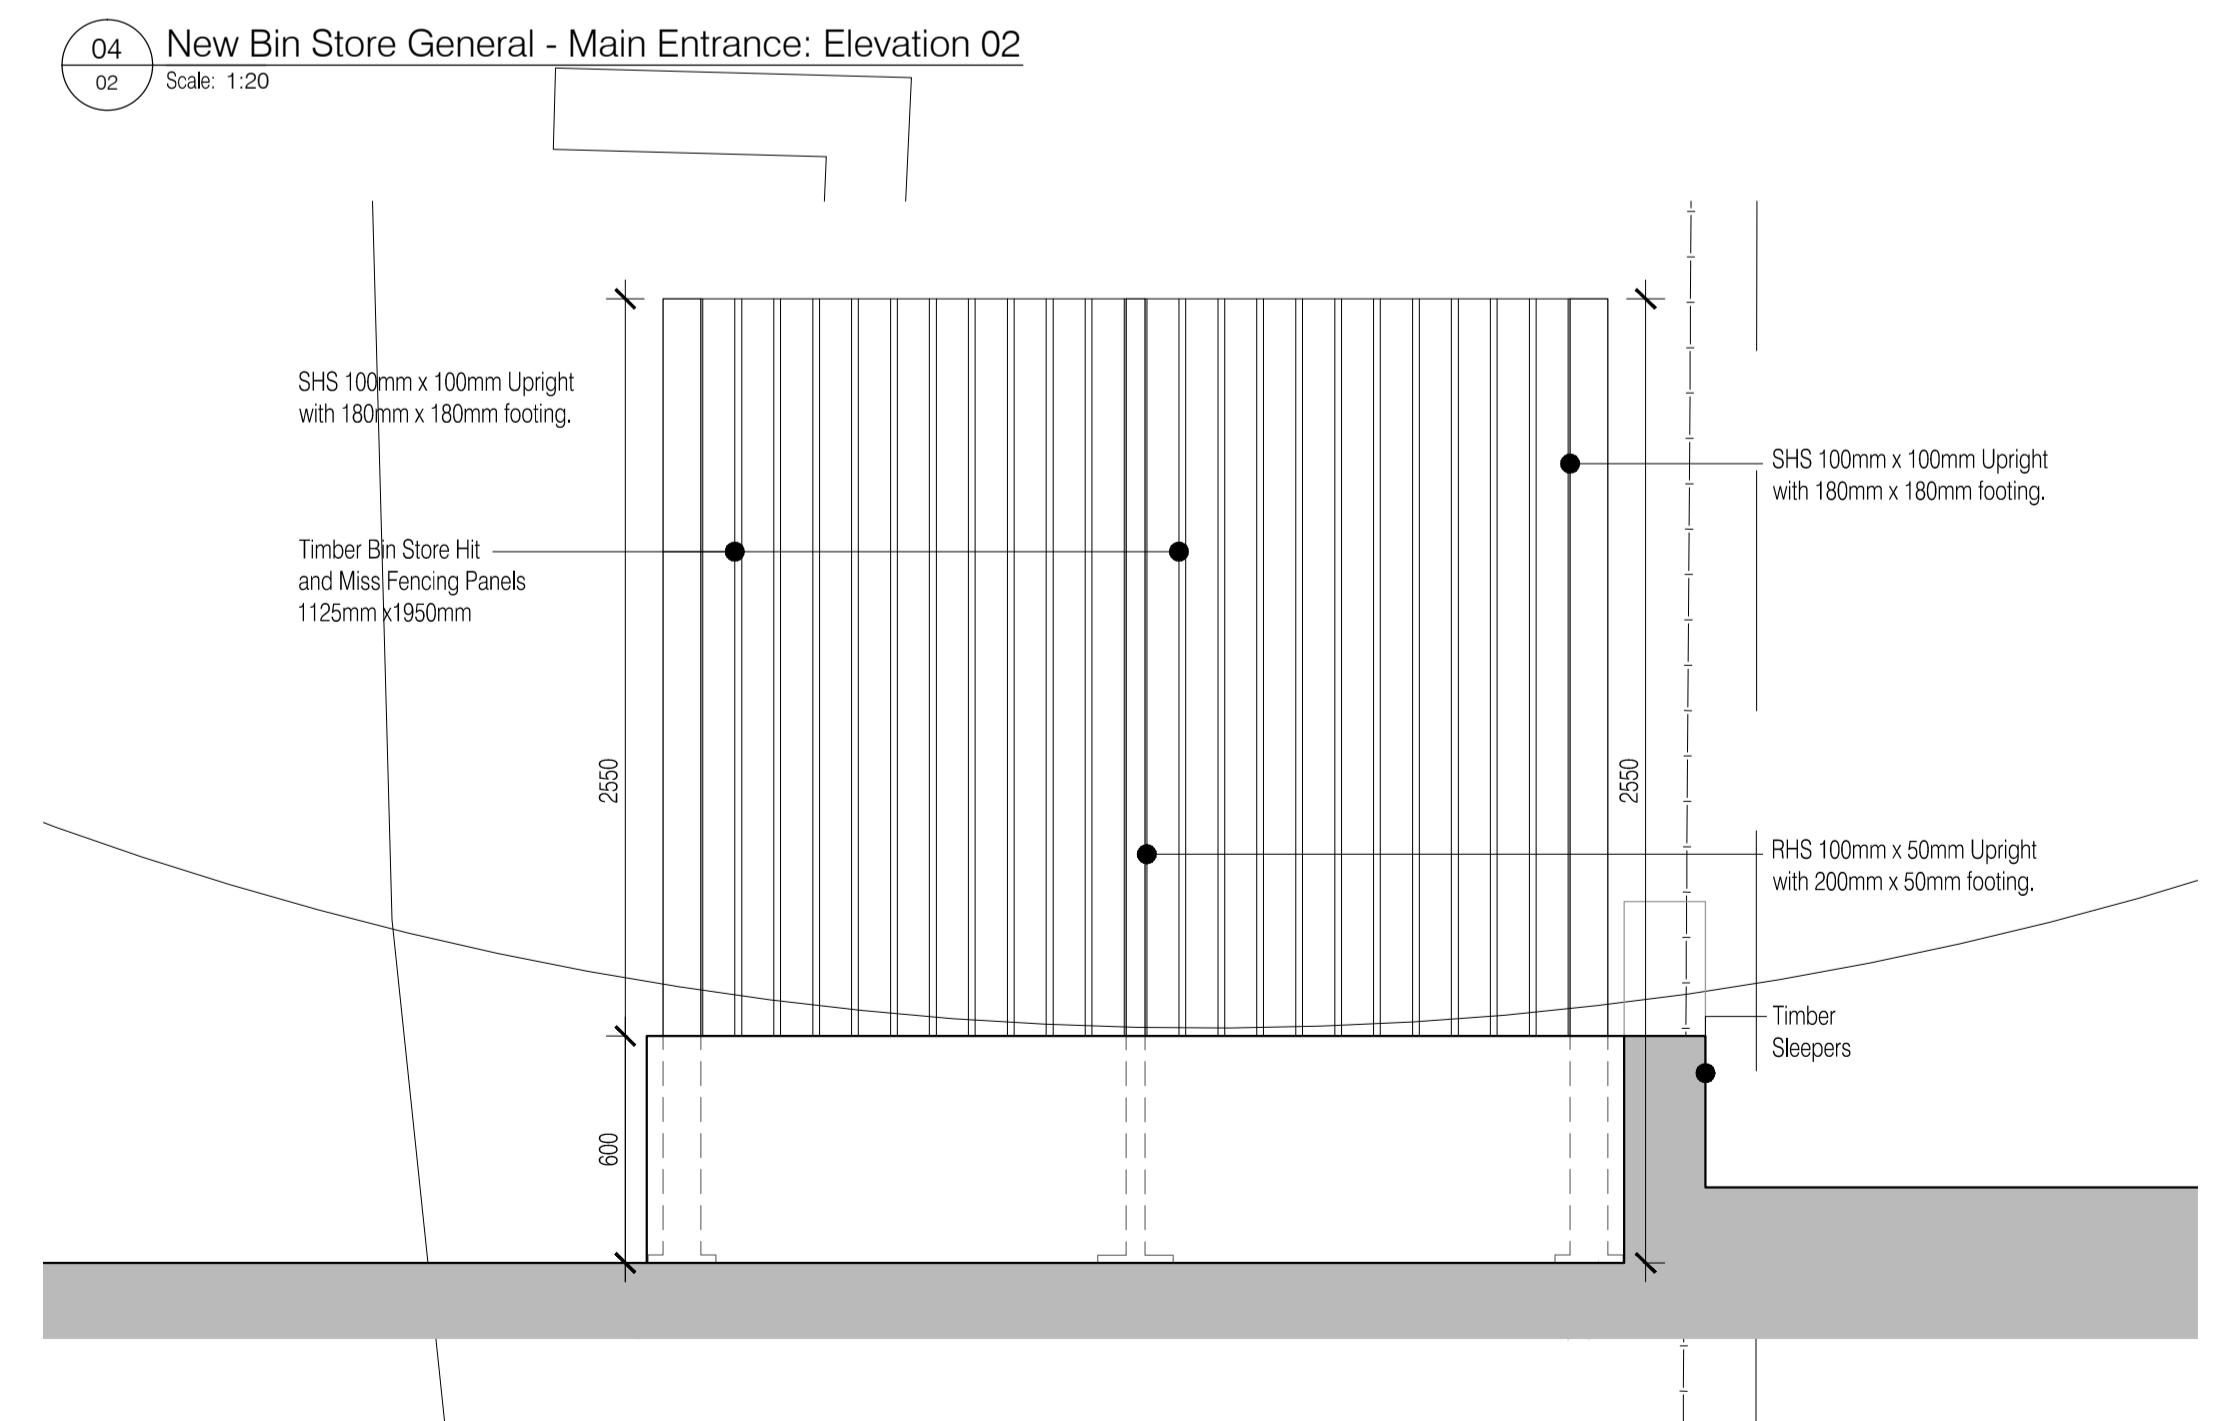 04
02
New Bin Store General - Main Entrance: Elevation 02
Scale: 1:20
SHS 100mm x 100mm Upright
with 180mm x 180mm footing.
Timber Bin Store Hit
and Miss Fencing Panels
1125mm x1950mm
2550
600
2550
SHS 100mm x 100mm Upright
with 180mm x 180mm footing.
RHS 100mm x 50mm Upright
with 200mm x 50mm footing.
Timber
Sleepers